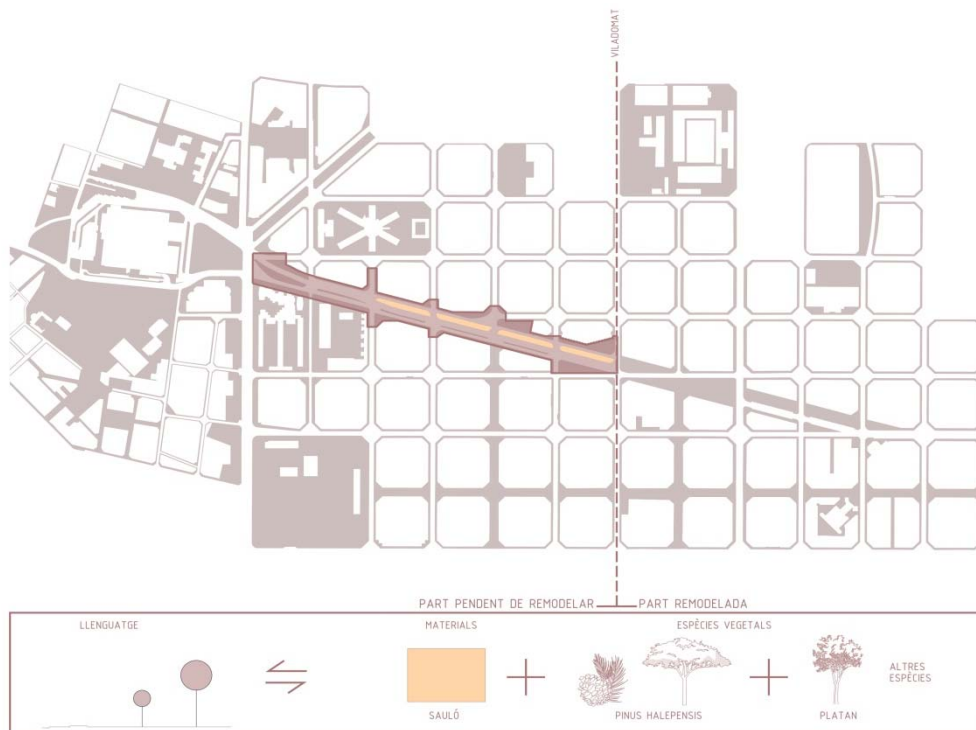 VILADOMAT
PART PENDENT DE REMODELAR
PART REMODELADA
LLENGUATGE
MATERIALS
ESPÈCIES VEGETALS
SAULÓ
PINUS HALEPENSIS
PLATAN
ALTRES
ESPÈCIES